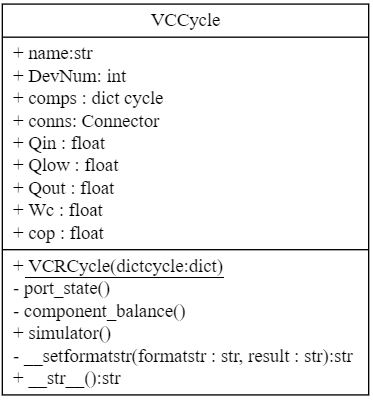 VCCycle
+ name:str
+ DevNum: int
+ comps : dict cycle
+ conns: Connector
+ Qin : float
+ Qlow : float
+ Qout : float
+ Wc : float
+ cop : float
+ VCRCycle(dictcycle:dict)
- port_state()
- component_balance()
+ simulator()
- __setformatstr(formatstr : str, result : str):str
+ __str__():str